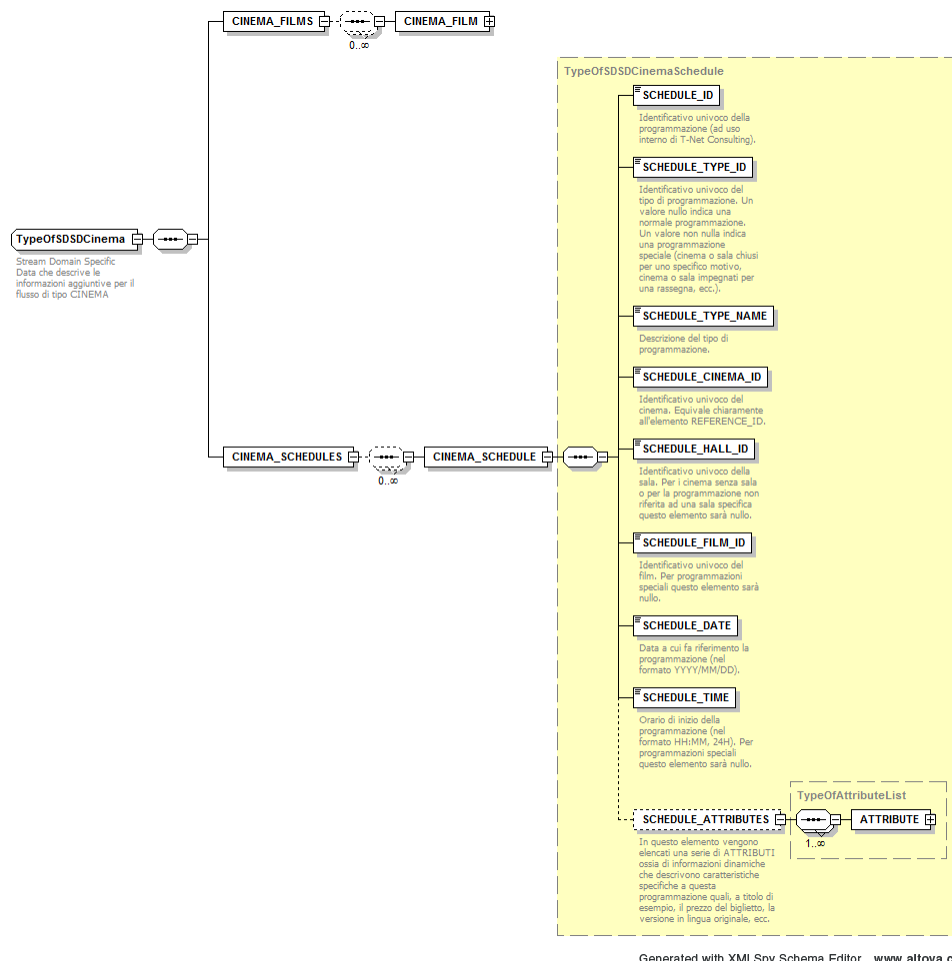 CINEMA_FILMS
CINEMA_FILM
0..∞
TypeOfSDSDCinemaSchedule
SCHEDULE_ID
Identificativo univoco della
programmazione (ad uso
interno di T-Net Consulting).
SCHEDULE_TYPE_ID
Identificativo univoco del
tipo di programmazione. Un
valore nullo indica una
normale programmazione.
Un valore non nulla indica
una programmazione
speciale (cinema o sala chiusi
per uno specifico motivo,
cinema o sala impegnati per
una rassegna, ecc.).
TypeOfSDSDCinema
Stream Domain Specific
Data che descrive le
informazioni aggiuntive per il
flusso di tipo CINEMA
SCHEDULE_TYPE_NAME
Descrizione del tipo di
programmazione.
SCHEDULE_CINEMA_ID
Identificativo univoco del
cinema. Equivale chiaramente
all'elemento REFERENCE_ID.
CINEMA_SCHEDULES
0..∞
CINEMA_SCHEDULE
SCHEDULE_HALL_ID
Identificativo univoco della
sala. Per i cinema senza sala
o per la programmazione non
riferita ad una sala specifica
questo elemento sarà nullo.
SCHEDULE_FILM_ID
Identificativo univoco del
film. Per programmazioni
speciali questo elemento sarà
nullo.
SCHEDULE_DATE
Data a cui fa riferimento la
programmazione (nel
formato YYYY/MM/DD).
SCHEDULE_TIME
Orario di inizio della
programmazione (nel
formato HH:MM, 24H). Per
programmazioni speciali
questo elemento sarà nullo.
TypeOfAttributeList
SCHEDULE_ATTRIBUTES
ATTRIBUTE
1..∞
In questo elemento vengono
elencati una serie di ATTRIBUTI
ossia di informazioni dinamiche
che descrivono caratteristiche
specifiche a questa
programmazione quali, a titolo di
esempio, il prezzo del biglietto, la
versione in lingua originale, ecc.
Generated with XMLSpy Schema Editor www.altova.